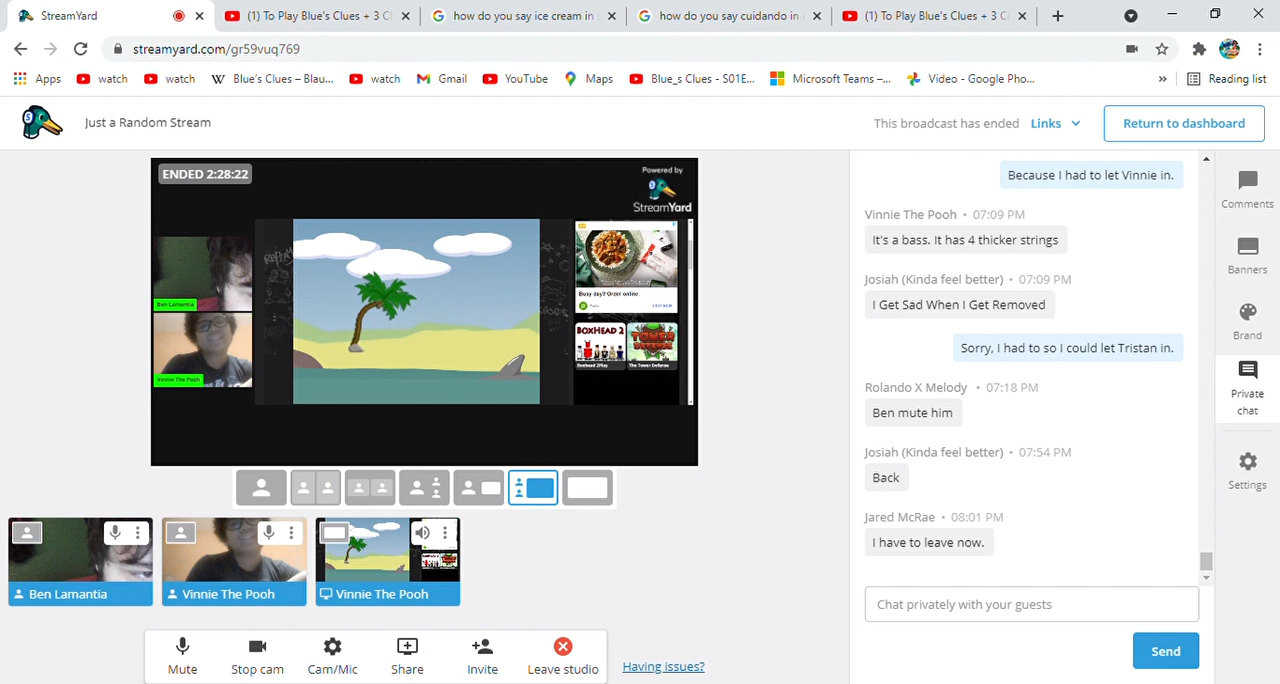 StreamYard
(1) To Play Blue's Clues + 3 C
how do you say ice cream in s
how do you say cuidando in
(1) To Play Blue's Clues + 3 C
streamyard.com/gr59vuq769
Apps
watch
watch
Blue's Clues – Blau...
watch
Gmail
YouTube
Maps
Blue_s Clues - S01E...
Microsoft Teams –...
Video - Google Pho...
»
Reading list
Just a Random Stream
This broadcast has ended
Links
Return to dashboard
ENDED 2:28:22
Powered by
StreamYard
Ben Lamantia
Vinnie The Pooh
Busy day? Order online.
BOXHEAD 2
TOWER DEFENSE
Boxhead 2Play
The Tower Defense
Because I had to let Vinnie in.
Vinnie The Pooh • 07:09 PM
It's a bass. It has 4 thicker strings
Josiah (Kinda feel better) • 07:09 PM
I Get Sad When I Get Removed
Sorry, I had to so I could let Tristan in.
Rolando X Melody • 07:18 PM
Ben mute him
Josiah (Kinda feel better) • 07:54 PM
Back
Jared McRae • 08:01 PM
I have to leave now.
Chat privately with your guests
Send
Comments
Banners
Brand
Private
chat
Settings
Ben Lamantia
Vinnie The Pooh
Vinnie The Pooh
Mute
Stop cam
Cam/Mic
Share
Invite
Leave studio
Having issues?